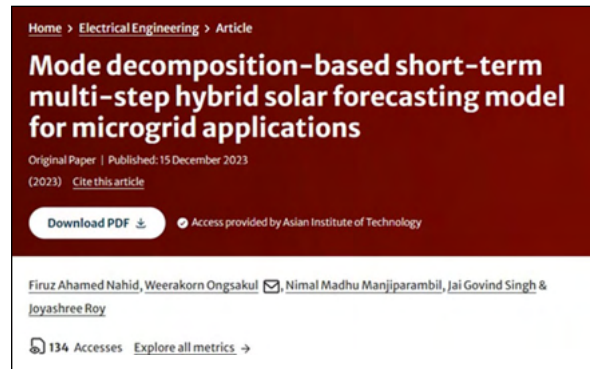 Home > Electrical Engineering > Article
Mode decomposition-based short-term
multi-step hybrid solar forecasting model
for microgrid applications
Original Paper | Published: 15 December 2023
(2023) Cite this article
Download PDF Access provided by Asian Institute of Technology
Firuz Ahamed Nahid, Weerakorn Ongsakul, Nimal Madhu Manjiparambil, Jai Govind Singh &
Joyashree Roy
134 Accesses Explore all metrics →